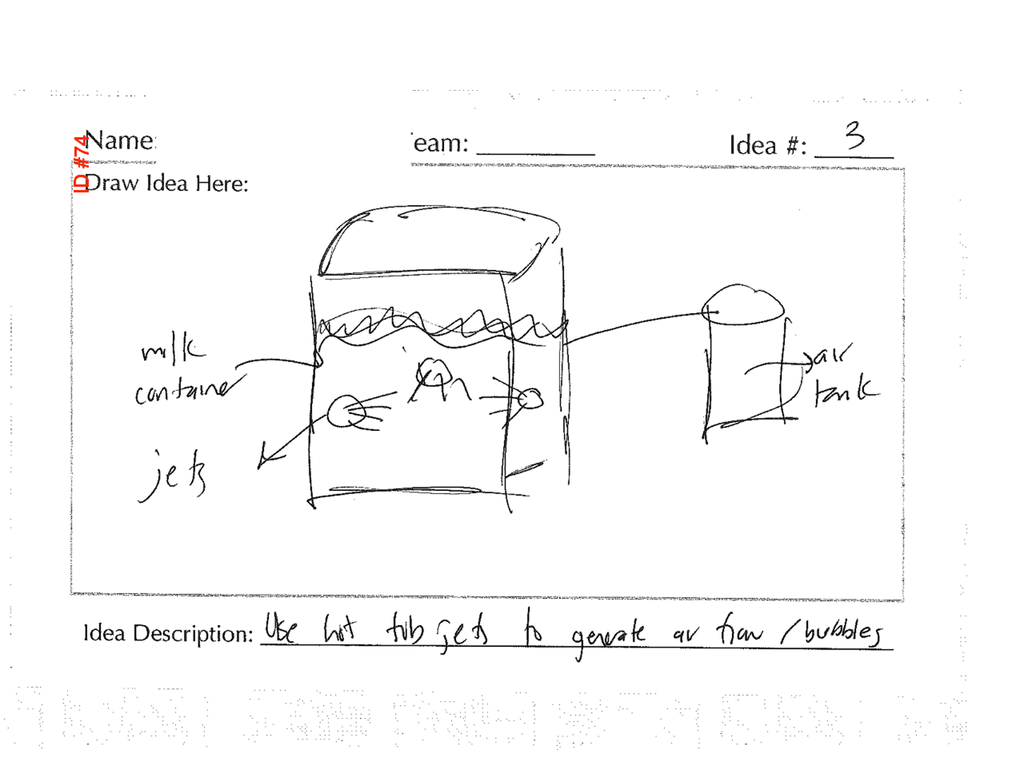 ID #74
Name:
eam:
Idea #: 3
Draw Idea Here:
milk
container
jets
air
tank
Idea Description: Use hot tub jets to generate air flow / bubbles